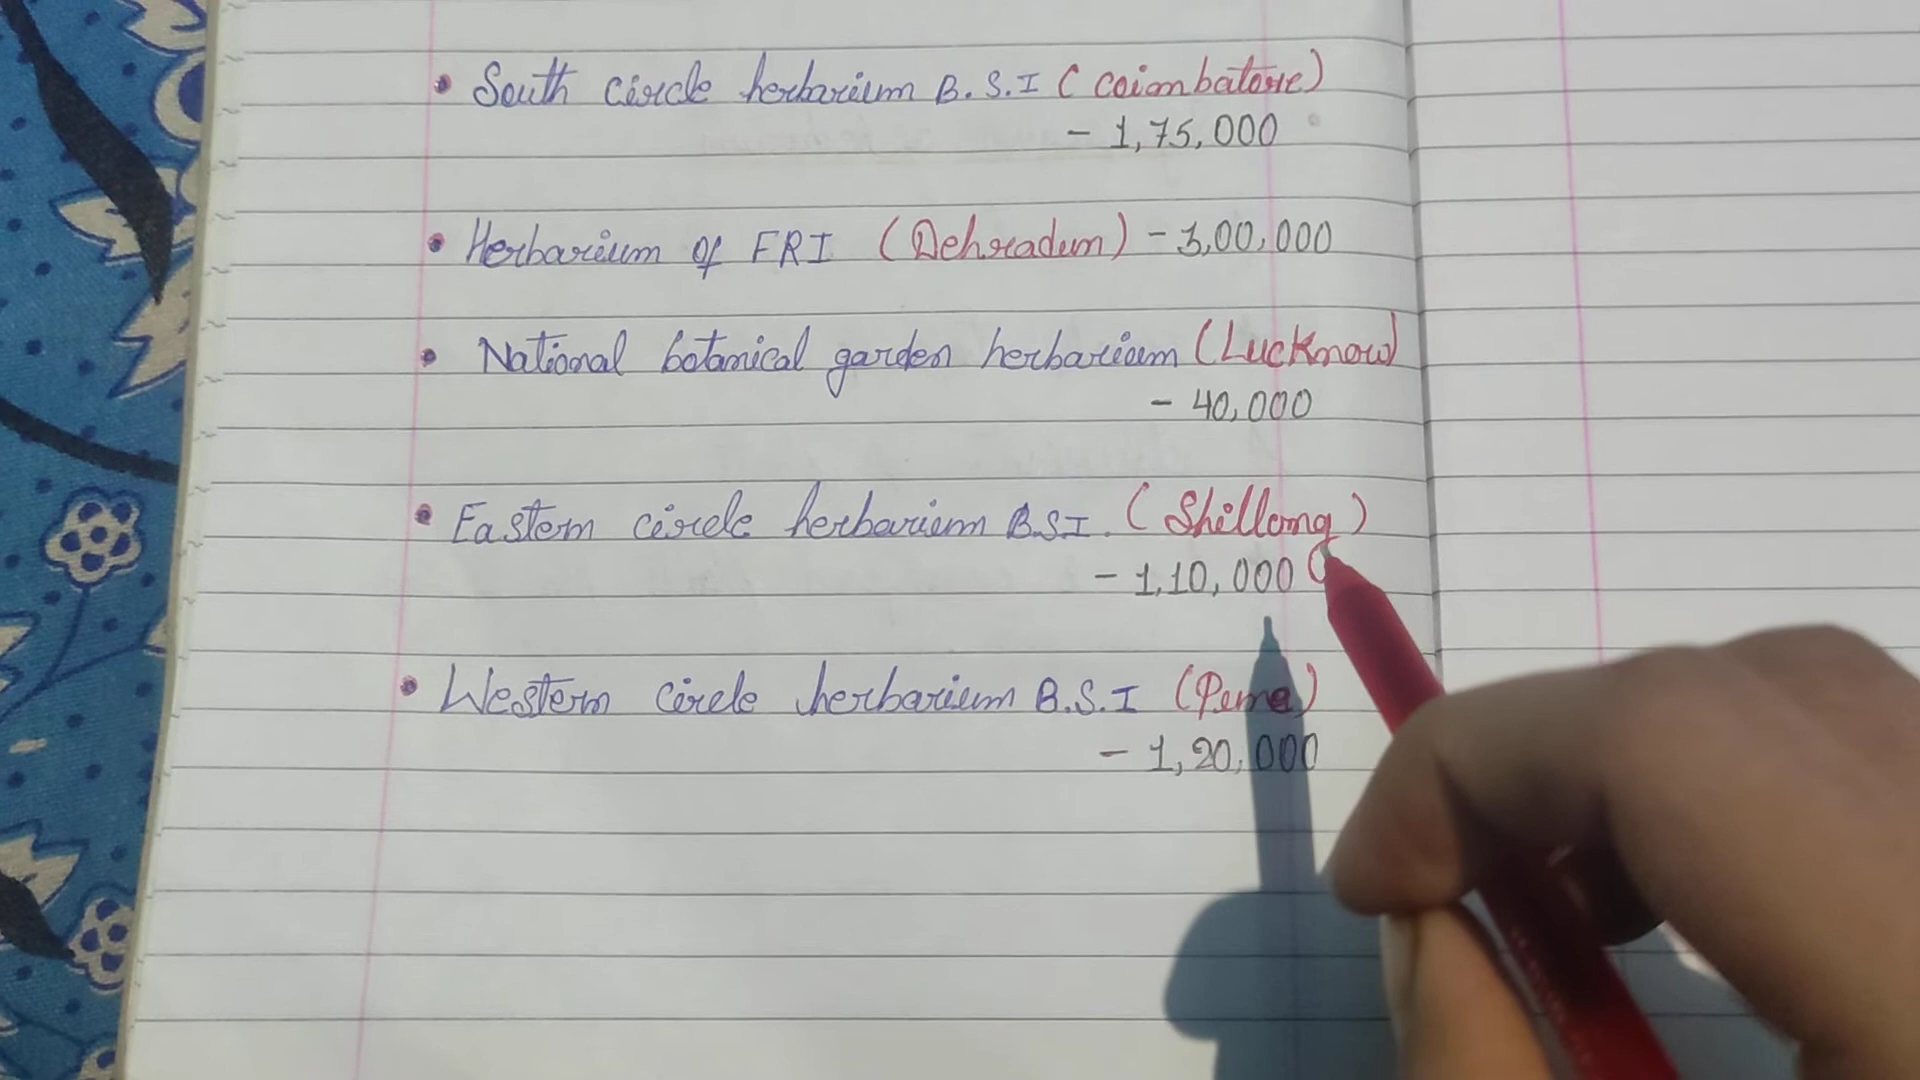 • South circle herbarium B.S.I (Coimbatore)
- 1,75,000
• Herbarium of FRI (Dehradun) - 3,00,000
• National botanical garden herbarium (Lucknow)
- 40,000
• Eastern circle herbarium B.S.I. (Shillong)
- 1,10,000
• Western circle herbarium B.S.I (Pune)
- 1,20,000